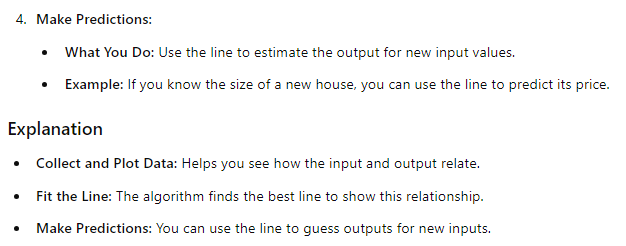 4. Make Predictions:
• What You Do: Use the line to estimate the output for new input values.
• Example: If you know the size of a new house, you can use the line to predict its price.
Explanation
• Collect and Plot Data: Helps you see how the input and output relate.
• Fit the Line: The algorithm finds the best line to show this relationship.
• Make Predictions: You can use the line to guess outputs for new inputs.